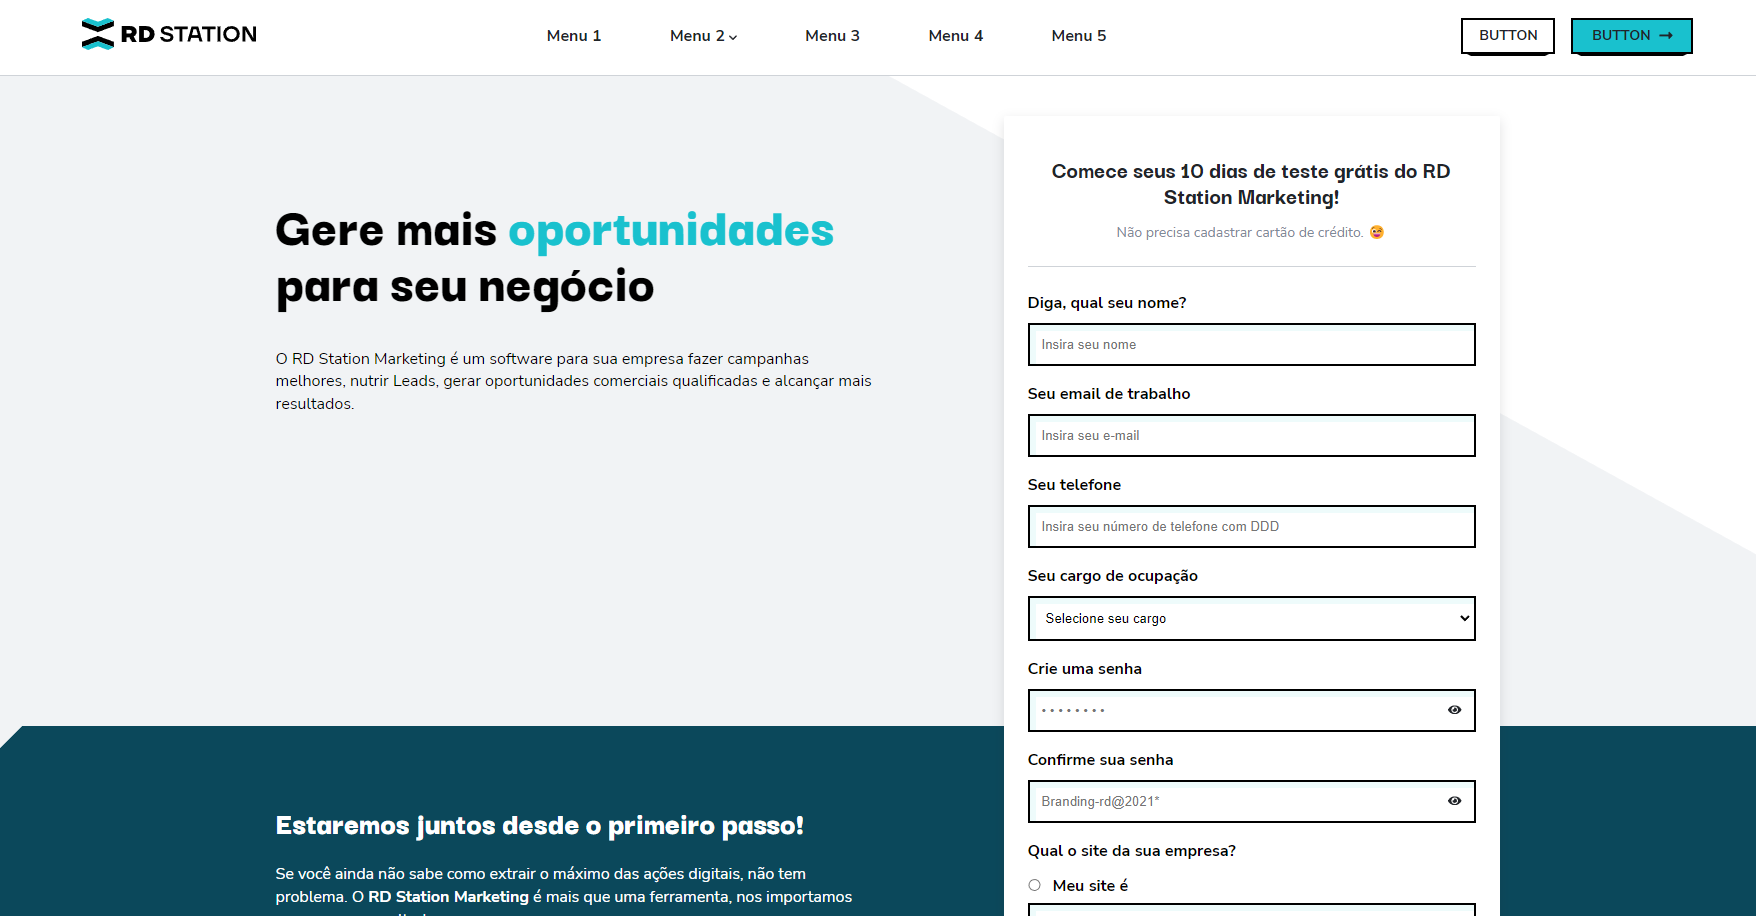 RD STATION
Menu 1
Menu 2
Menu 3
Menu 4
Menu 5
BUTTON
BUTTON
Gere mais oportunidades
para seu negócio
O RD Station Marketing é um software para sua empresa fazer campanhas
melhores, nutrir Leads, gerar oportunidades comerciais qualificadas e alcançar mais
resultados.
Comece seus 10 dias de teste grátis do RD
Station Marketing!
Não precisa cadastrar cartão de crédito.
Diga, qual seu nome?
Insira seu nome
Seu email de trabalho
Insira seu e-mail
Seu telefone
Insira seu número de telefone com DDD
Seu cargo de ocupação
Selecione seu cargo
Crie uma senha
Confirme sua senha
Branding-rd@2021*
Qual o site da sua empresa?
Meu site é
Estaremos juntos desde o primeiro passo!
Se você ainda não sabe como extrair o máximo das ações digitais, não tem
problema. O RD Station Marketing é mais que uma ferramenta, nos importamos